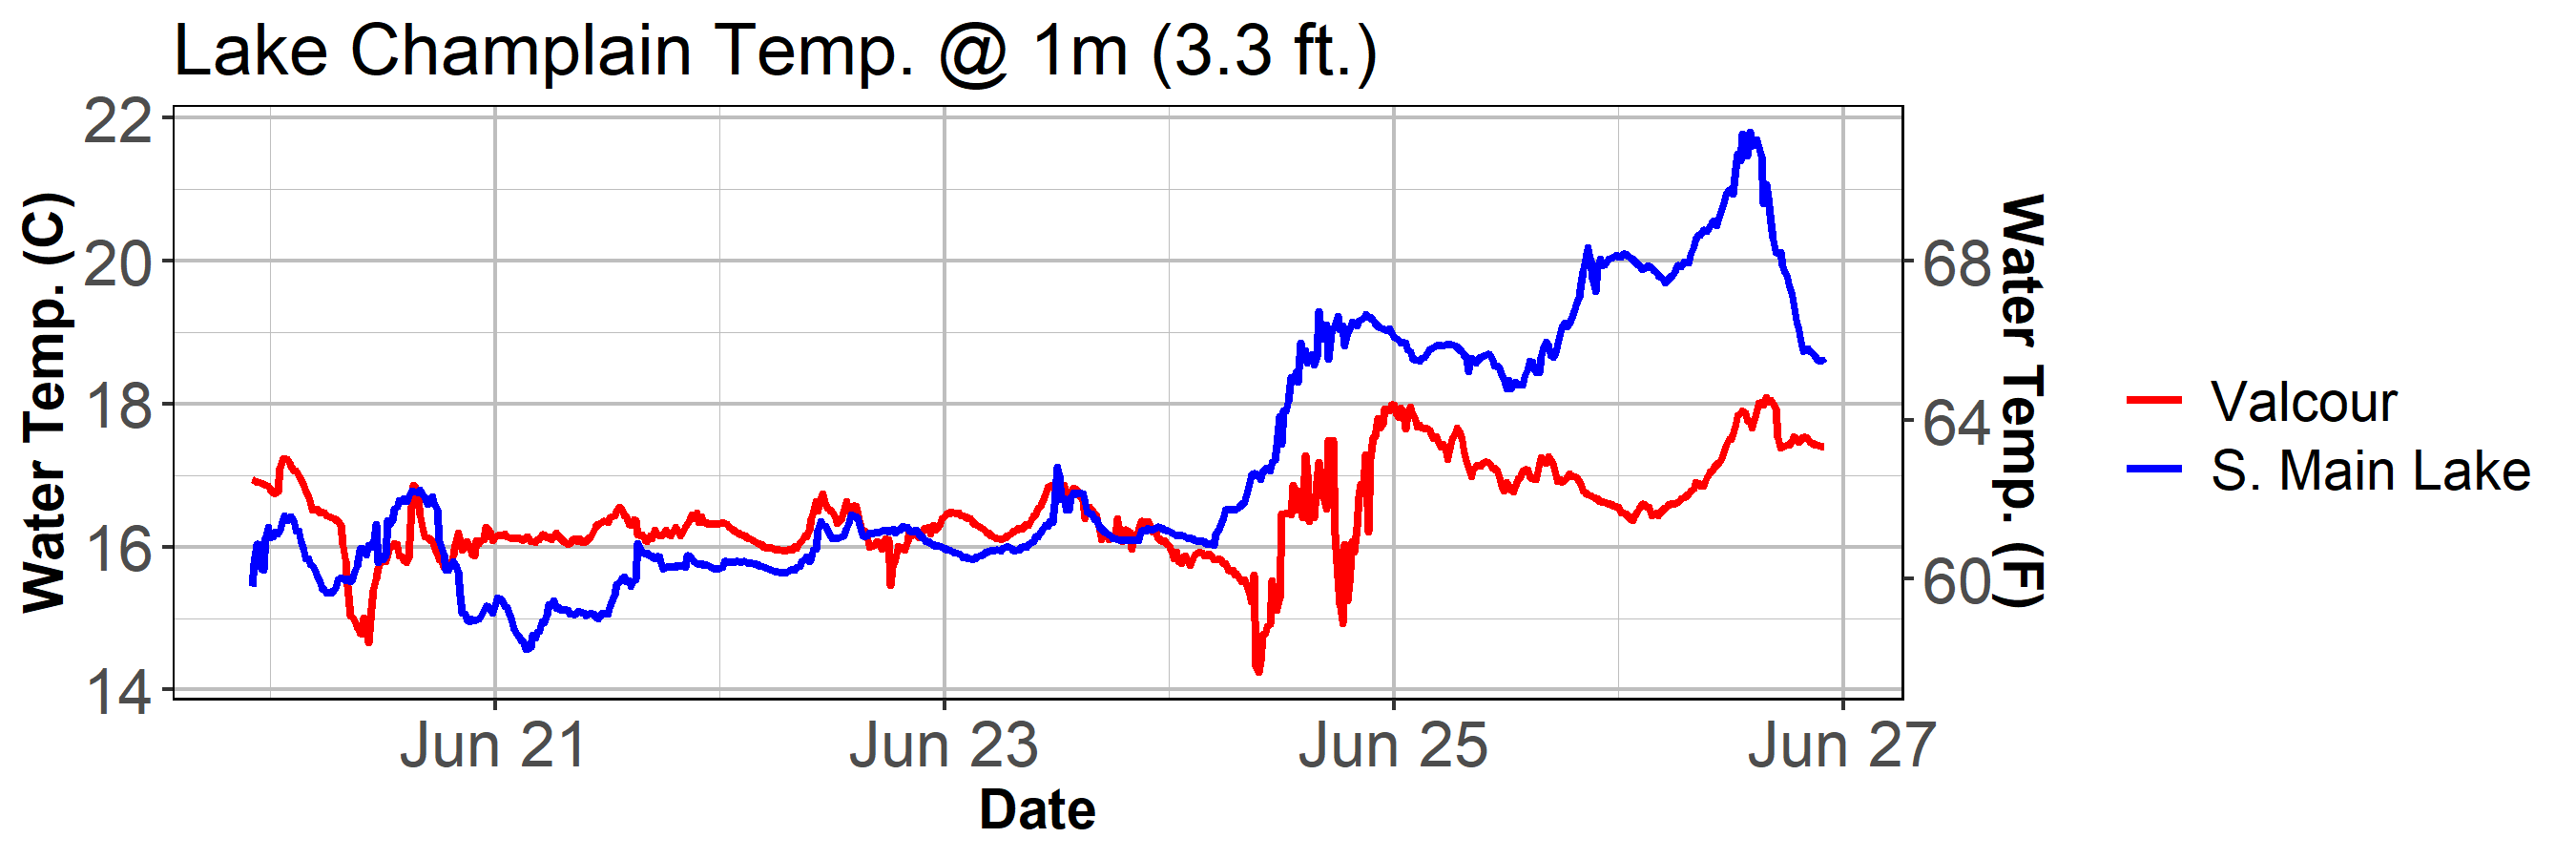 Lake Champlain Temp. @ 1m (3.3 ft.)
Water Temp. (C)
22
20
18
16
14
Jun 21
Jun 23
Jun 25
Jun 27
Date
68
64
60
Water Temp. (F)
Valcour
S. Main Lake